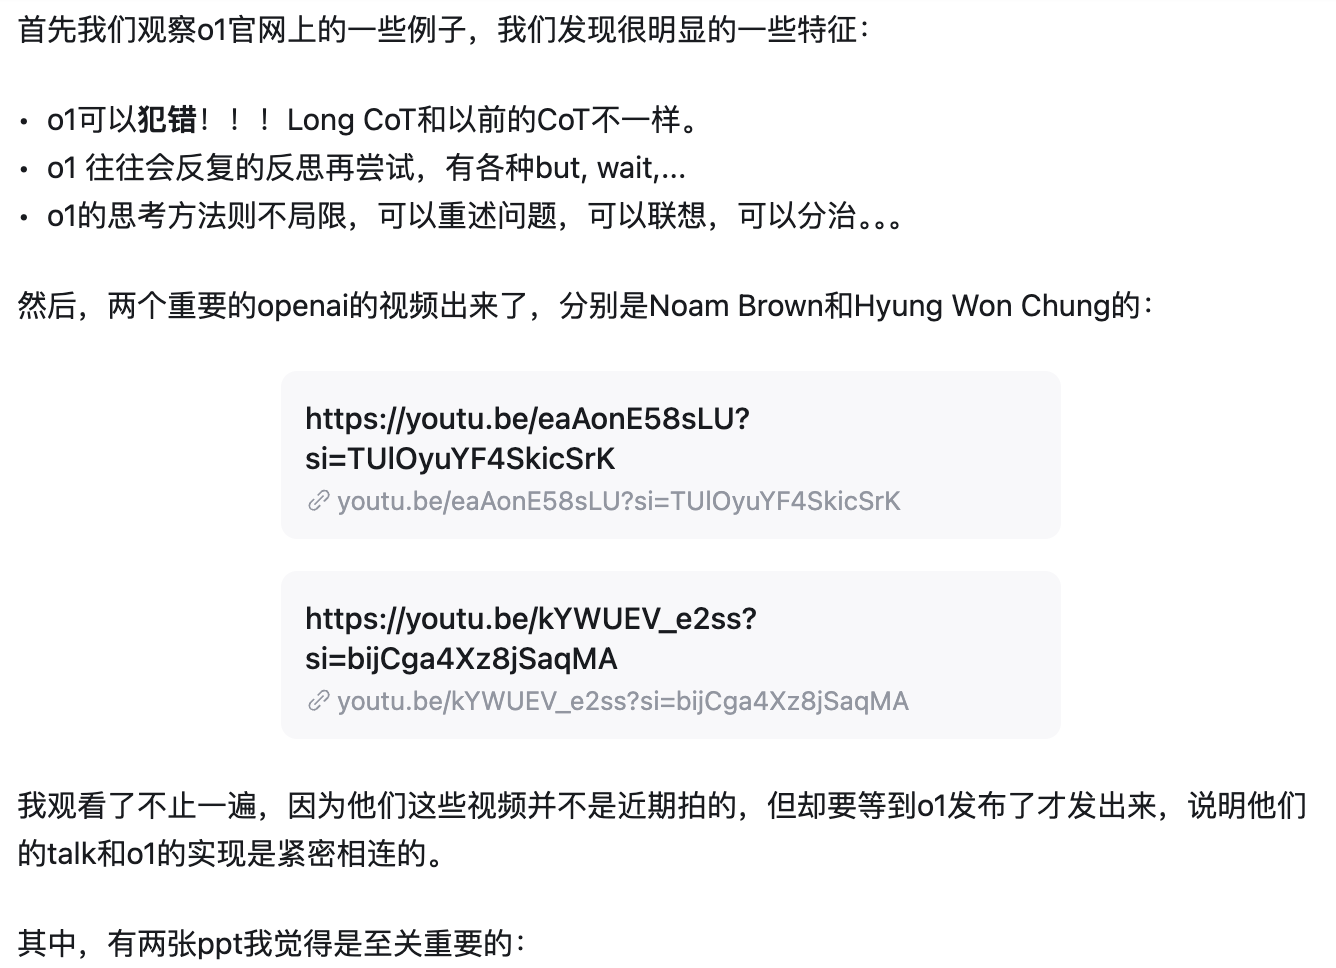 首先我们观察o1官网上的一些例子，我们发现很明显的一些特征：
• o1可以犯错！！！Long CoT和以前的CoT不一样。
• o1 往往会反复的反思再尝试，有各种but, wait,...
• o1的思考方法则不局限，可以重述问题，可以联想，可以分治。。。
然后，两个重要的openai的视频出来了，分别是Noam Brown和Hyung Won Chung的：
https://youtu.be/eaAonE58sLU?
si=TUlOyuYF4SkicSrK
youtu.be/eaAonE58sLU?si=TUlOyuYF4SkicSrK
https://youtu.be/kYWUEV_e2ss?
si=bijCga4Xz8jSaqMA
youtu.be/kYWUEV_e2ss?si=bijCga4Xz8jSaqMA
我观看了不止一遍，因为他们这些视频并不是近期拍的，但却要等到o1发布了才发出来，说明他们
的talk和o1的实现是紧密相连的。
其中，有两张ppt我觉得是至关重要的：